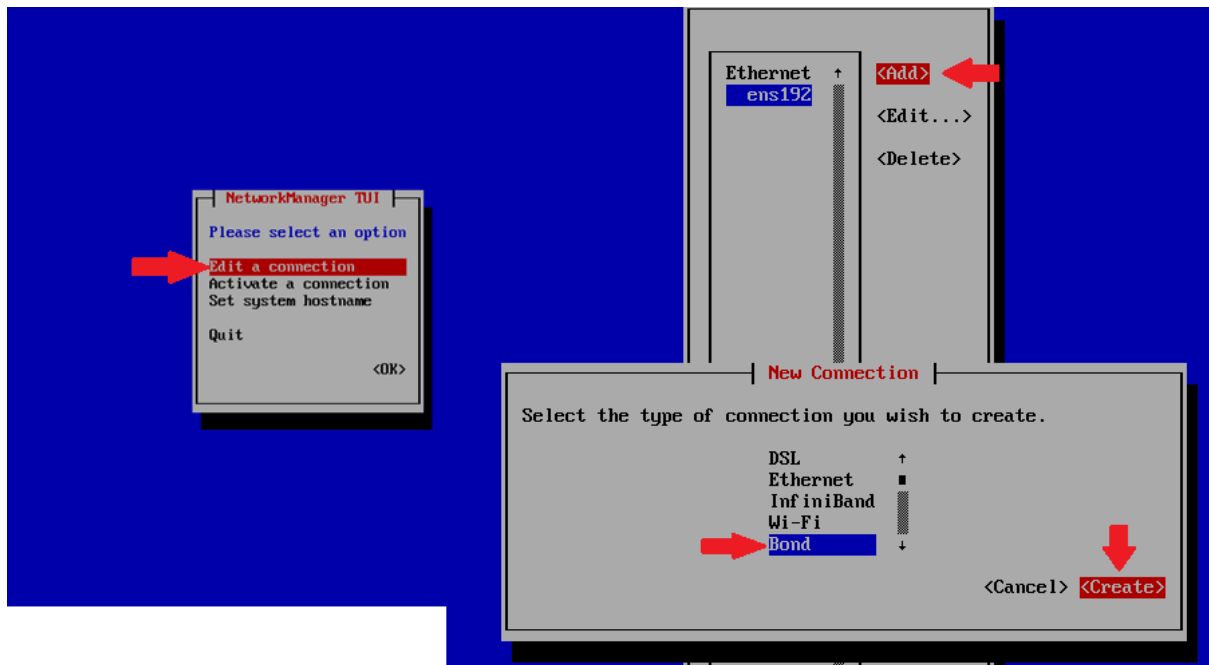 NetworkManager TUI
Please select an option
Edit a connection
Activate a connection
Set system hostname
Quit
<OK>
Ethernet
ens192
<Add>
<Edit...>
<Delete>
New Connection
Select the type of connection you wish to create.
DSL
Ethernet
InfiniBand
Wi-Fi
Bond
<Cancel> <Create>